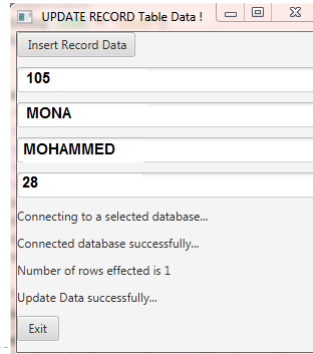 UPDATE RECORD Table Data !
Insert Record Data
105
MONA
MOHAMMED
28
Connecting to a selected database...
Connected database successfully...
Number of rows effected is 1
Update Data successfully...
Exit